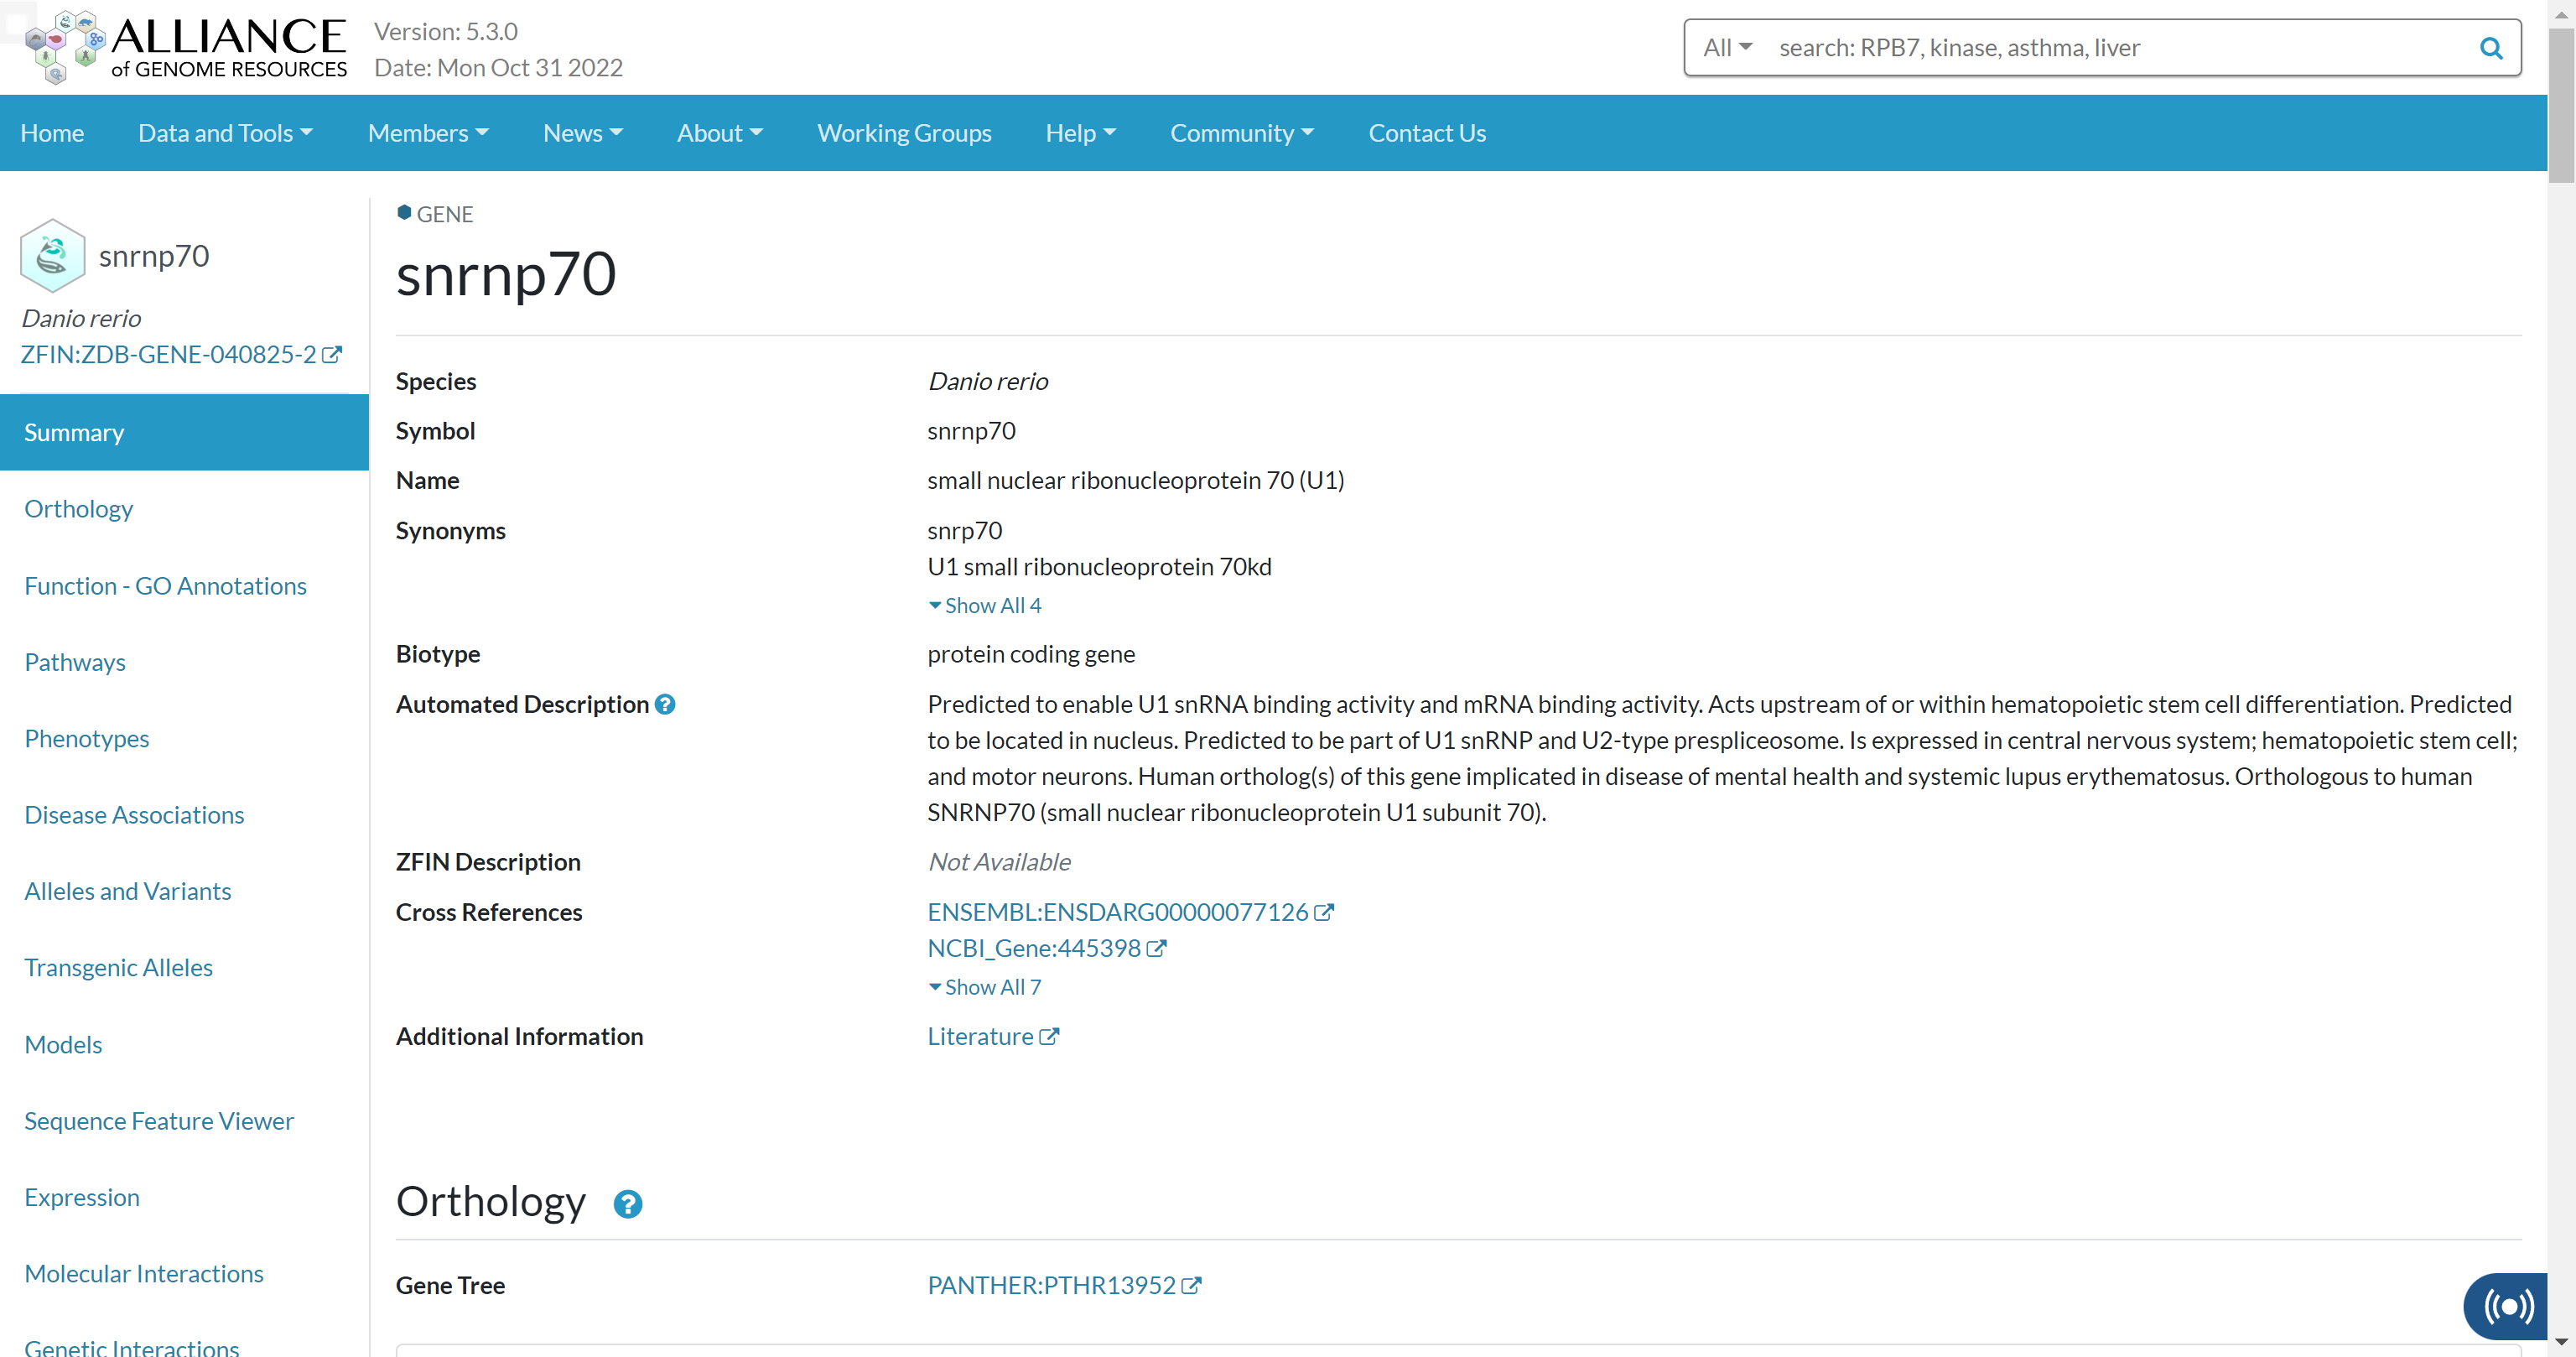 ALLIANCE
of GENOME RESOURCES
Version: 5.3.0
Date: Mon Oct 31 2022
All
search: RPB7, kinase, asthma, liver
Home
Data and Tools
Members
News
About
Working Groups
Help
Community
Contact Us
snrnp70
Danio rerio
ZFIN:ZDB-GENE-040825-2
Summary
Orthology
Function - GO Annotations
Pathways
Phenotypes
Disease Associations
Alleles and Variants
Transgenic Alleles
Models
Sequence Feature Viewer
Expression
Molecular Interactions
Genetic Interactions
GENE
snrnp70
Species
Danio rerio
Symbol
snrnp70
Name
small nuclear ribonucleoprotein 70 (U1)
Synonyms
snrp70
U1 small ribonucleoprotein 70kd
Show All 4
Biotype
protein coding gene
Automated Description
Predicted to enable U1 snRNA binding activity and mRNA binding activity. Acts upstream of or within hematopoietic stem cell differentiation. Predicted
to be located in nucleus. Predicted to be part of U1 snRNP and U2-type prespliceosome. Is expressed in central nervous system; hematopoietic stem cell;
and motor neurons. Human ortholog(s) of this gene implicated in disease of mental health and systemic lupus erythematosus. Orthologous to human
SNRNP70 (small nuclear ribonucleoprotein U1 subunit 70).
ZFIN Description
Not Available
Cross References
ENSEMBL:ENSDARG00000077126
NCBI_Gene:445398
Show All 7
Additional Information
Literature
Orthology
Gene Tree
PANTHER:PTHR13952